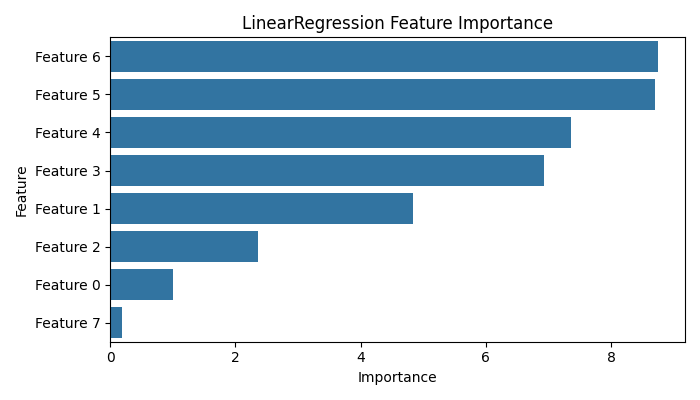 LinearRegression Feature Importance
Feature 6
Feature 5
Feature 4
Feature 3
Feature 1
Feature 2
Feature 0
Feature 7
Feature
0 2 4 6 8
Importance